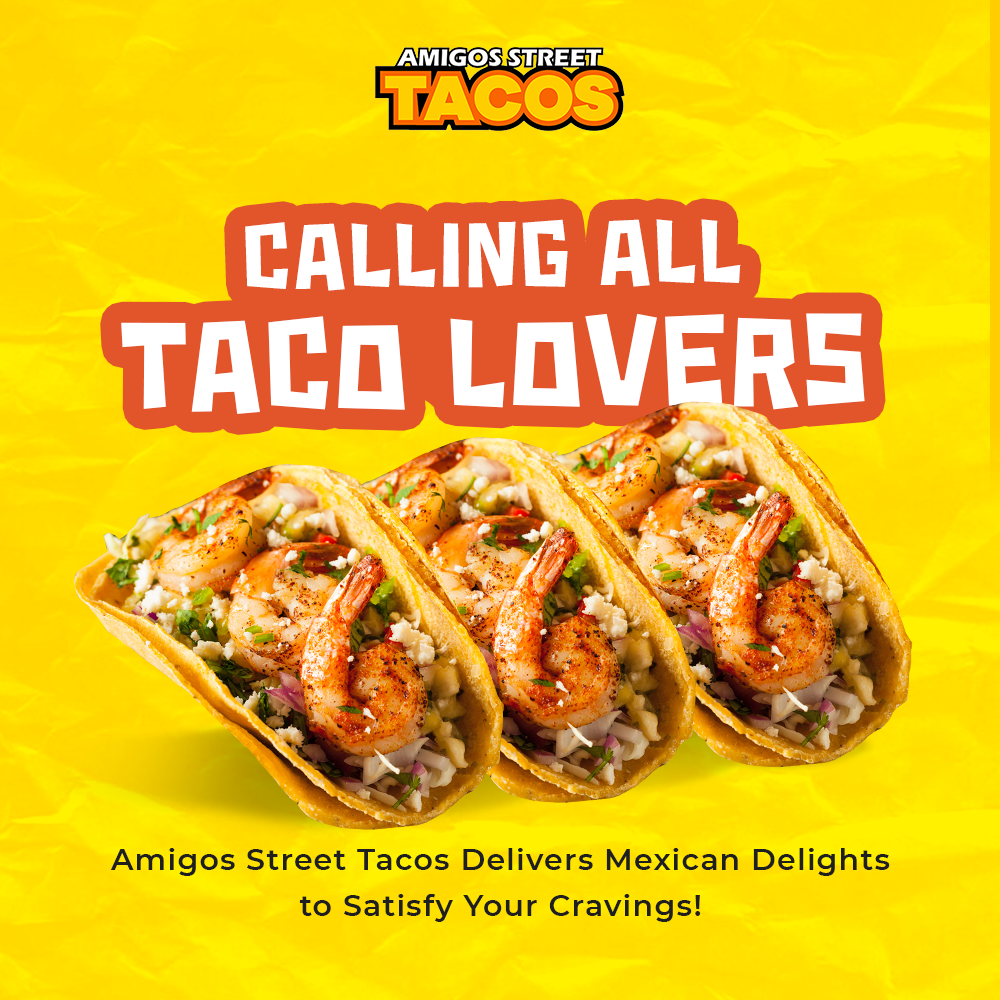 AMIGOS STREET
TACOS
CALLING ALL
TACO LOVERS
Amigos Street Tacos Delivers Mexican Delights
to Satisfy Your Cravings!